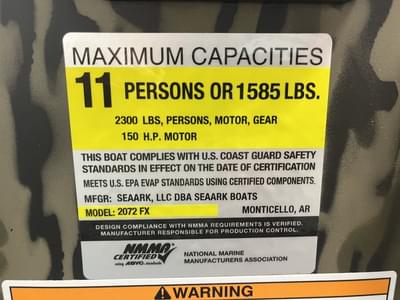 MAXIMUM CAPACITIES
11 PERSONS OR 1585 LBS.
2300 LBS, PERSONS, MOTOR, GEAR
150 H.P. MOTOR
THIS BOAT COMPLIES WITH U.S. COAST GUARD SAFETY
STANDARDS IN EFFECT ON THE DATE OF CERTIFICATION
MEETS U.S. EPA EVAP STANDARDS USING CERTIFIED COMPONENTS.
MFGR: SEAARK, LLC DBA SEAARK BOATS
MODEL: 2072 FX MONTICELLO, AR
DESIGN COMPLIANCE WITH NMMA REQUIREMENTS IS VERIFIED.
MANUFACTURER RESPONSIBLE FOR PRODUCTION CONTROL.
NMMA
CERTIFIED
using ABYC standards
NATIONAL MARINE
MANUFACTURERS ASSOCIATION
WARNING